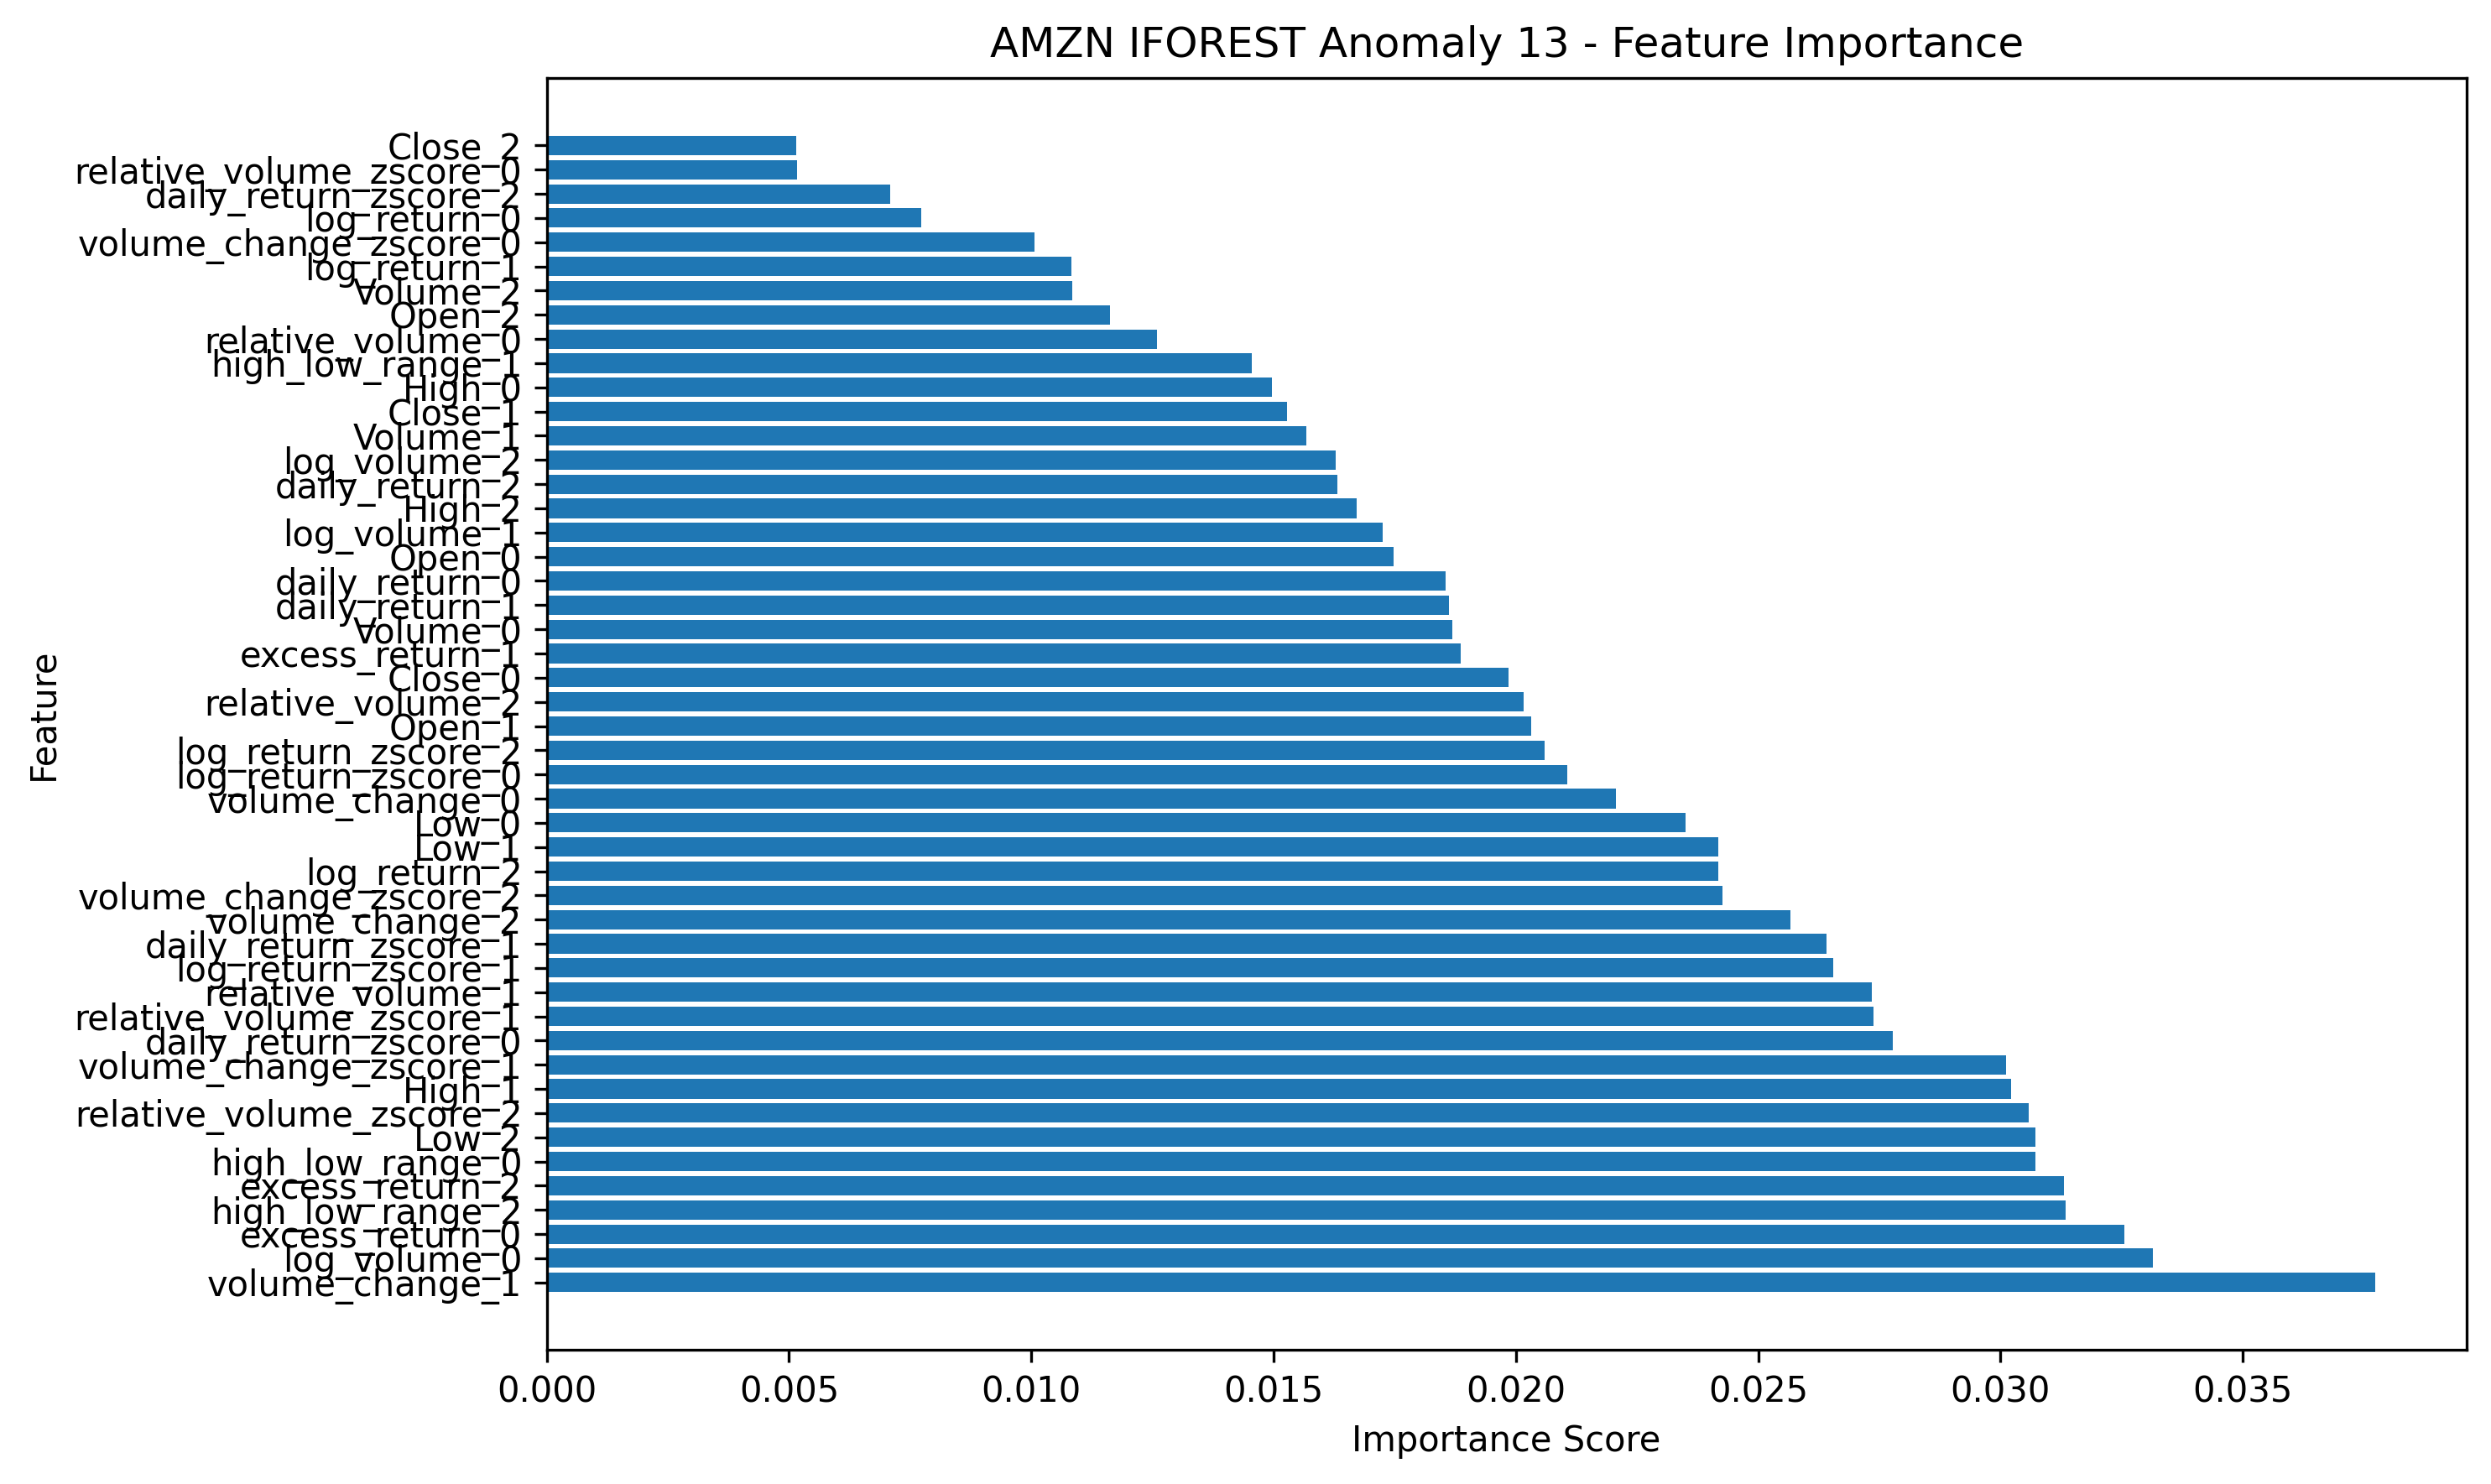 AMZN IFOREST Anomaly 13 - Feature Importance
Close_2
relative_volume_zscore_0
daily_return_zscore_2
log_return_0
volume_change_zscore_0
log_return_1
Volume_2
Open_2
relative_volume_0
high_low_range_1
High_0
Close_1
Volume_1
log_volume_2
daily_return_2
High_2
log_volume_1
Open_0
daily_return_0
daily_return_1
Volume_0
excess_return_1
Close_0
relative_volume_2
Open_1
log_return_zscore_2
log_return_zscore_0
volume_change_0
Low_0
Low_1
log_return_2
volume_change_zscore_2
volume_change_2
daily_return_zscore_1
log_return_zscore_1
relative_volume_1
relative_volume_zscore_1
daily_return_zscore_0
volume_change_zscore_1
High_1
relative_volume_zscore_2
Low_2
high_low_range_0
excess_return_2
high_low_range_2
excess_return_0
log_volume_0
volume_change_1
Feature
0.000 0.005 0.010 0.015 0.020 0.025 0.030 0.035
Importance Score